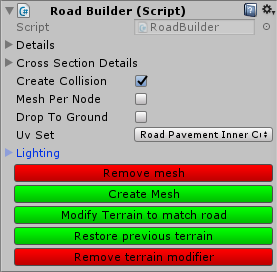 Road Builder (Script)
Script RoadBuilder
Details
Cross Section Details
Create Collision
Mesh Per Node
Drop To Ground
Uv Set Road Pavement Inner
Lighting
Remove mesh
Create Mesh
Modify Terrain to match road
Restore previous terrain
Remove terrain modifier